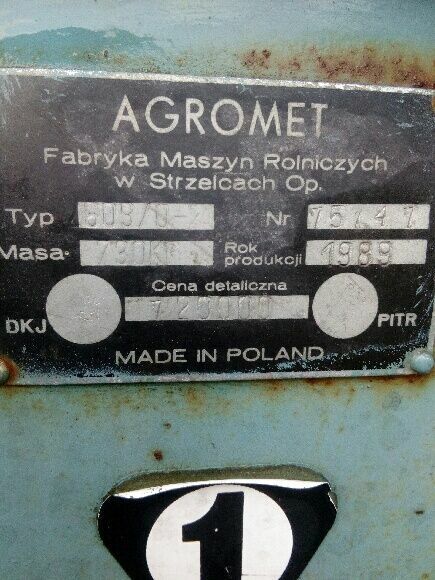 AGROMET
Fabryka Maszyn Rolniczych
w Strzelcach Op.
Typ Nr
Masa Rok produkcji 1989
Cena detaliczna
DKJ PITR
MADE IN POLAND
1